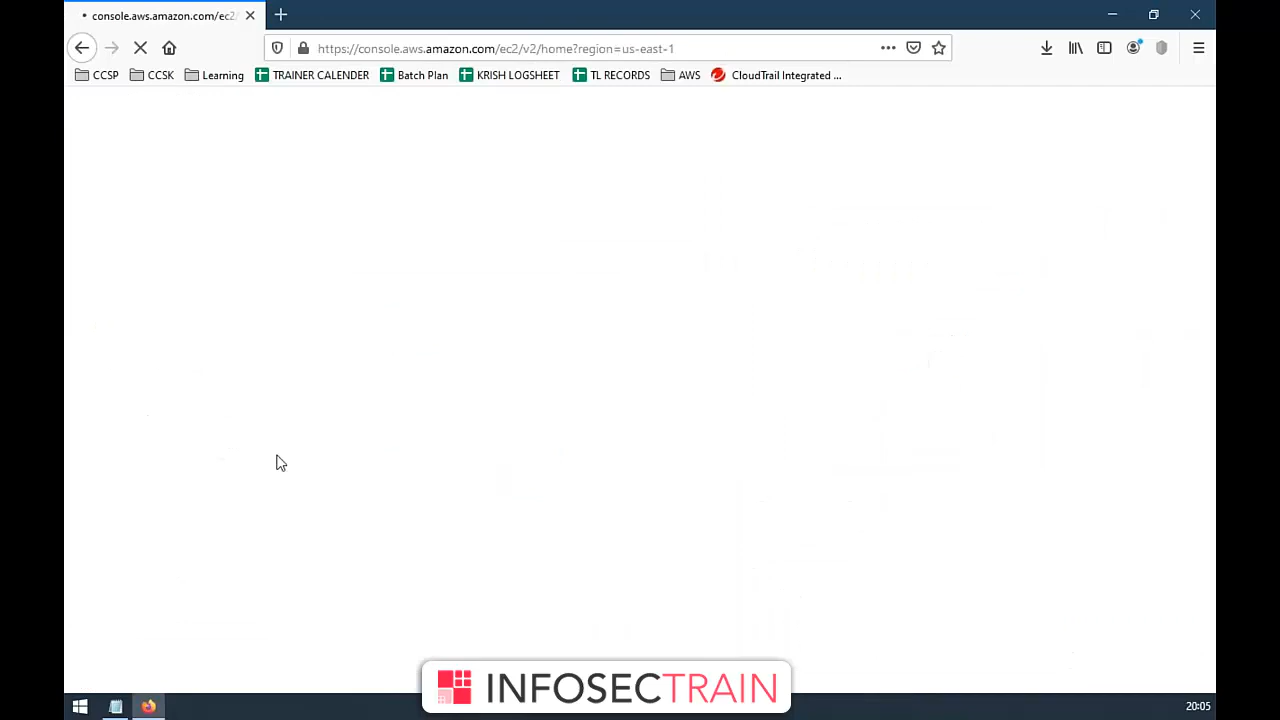 console.aws.amazon.com/ec2/
https://console.aws.amazon.com/ec2/v2/home?region=us-east-1
CCSP CCSK Learning TRAINER CALENDER Batch Plan KRISH LOGSHEET TL RECORDS AWS CloudTrail Integrated ...
INFOSECTRAIN
20:05